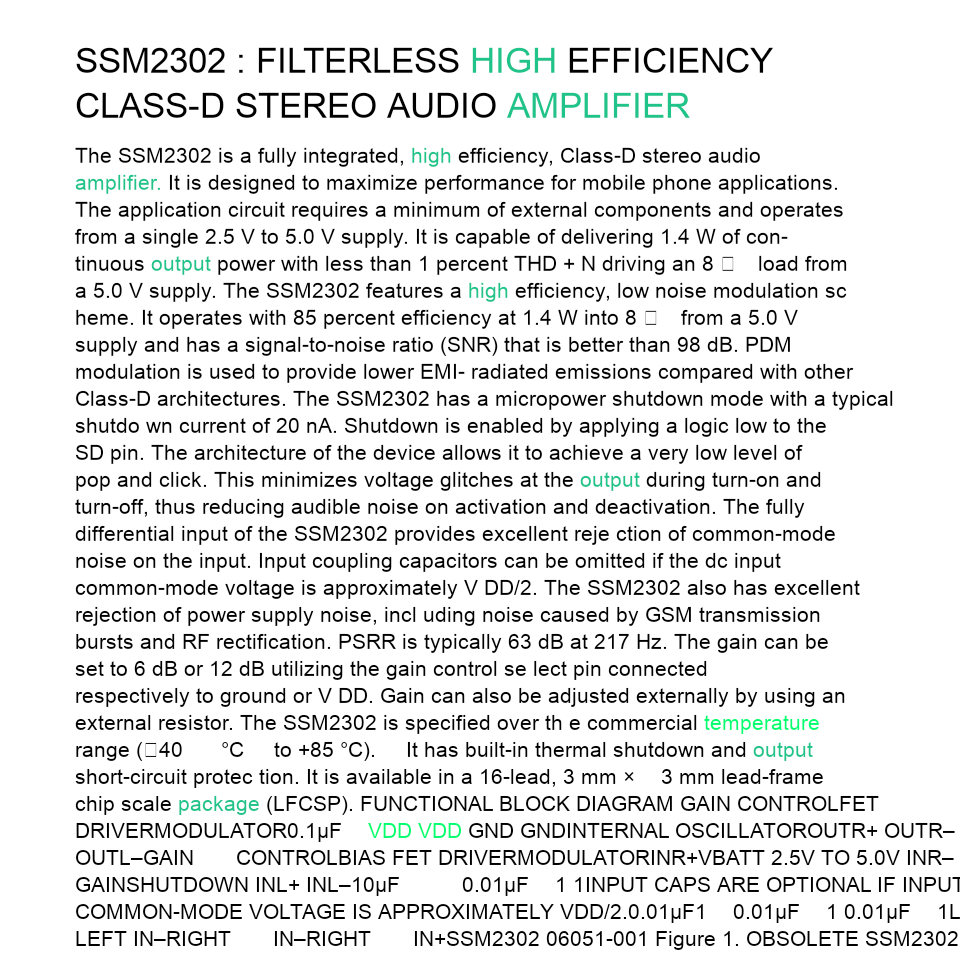 SSM2302 : FILTERLESS HIGH EFFICIENCY
CLASS-D STEREO AUDIO AMPLIFIER
The SSM2302 is a fully integrated, high efficiency, Class-D stereo audio
amplifier. It is designed to maximize performance for mobile phone applications.
The application circuit requires a minimum of external components and operates
from a single 2.5 V to 5.0 V supply. It is capable of delivering 1.4 W of con-
tinuous output power with less than 1 percent THD + N driving an 8 □ load from
a 5.0 V supply. The SSM2302 features a high efficiency, low noise modulation sc
heme. It operates with 85 percent efficiency at 1.4 W into 8 □ from a 5.0 V
supply and has a signal-to-noise ratio (SNR) that is better than 98 dB. PDM
modulation is used to provide lower EMI- radiated emissions compared with other
Class-D architectures. The SSM2302 has a micropower shutdown mode with a typical
shutdo wn current of 20 nA. Shutdown is enabled by applying a logic low to the
SD pin. The architecture of the device allows it to achieve a very low level of
pop and click. This minimizes voltage glitches at the output during turn-on and
turn-off, thus reducing audible noise on activation and deactivation. The fully
differential input of the SSM2302 provides excellent reje ction of common-mode
noise on the input. Input coupling capacitors can be omitted if the dc input
common-mode voltage is approximately V DD/2. The SSM2302 also has excellent
rejection of power supply noise, incl uding noise caused by GSM transmission
bursts and RF rectification. PSRR is typically 63 dB at 217 Hz. The gain can be
set to 6 dB or 12 dB utilizing the gain control se lect pin connected
respectively to ground or V DD. Gain can also be adjusted externally by using an
external resistor. The SSM2302 is specified over th e commercial temperature
range (□40 °C to +85 °C). It has built-in thermal shutdown and output
short-circuit protec tion. It is available in a 16-lead, 3 mm × 3 mm lead-frame
chip scale package (LFCSP). FUNCTIONAL BLOCK DIAGRAM GAIN CONTROLFET
DRIVERMODULATOR0.1µF VDD VDD GND GNDINTERNAL OSCILLATOROUTR+ OUTR–
OUTL–GAIN CONTROLBIAS FET DRIVERMODULATORINR+VBATT 2.5V TO 5.0V INR–
GAINSHUTDOWN INL+ INL–10µF 0.01µF 1 1INPUT CAPS ARE OPTIONAL IF INPUT
COMMON-MODE VOLTAGE IS APPROXIMATELY VDD/2.0.01µF1 0.01µF 1 0.01µF 1L
LEFT IN–RIGHT IN–RIGHT IN+SSM2302 06051-001 Figure 1. OBSOLETE SSM2302